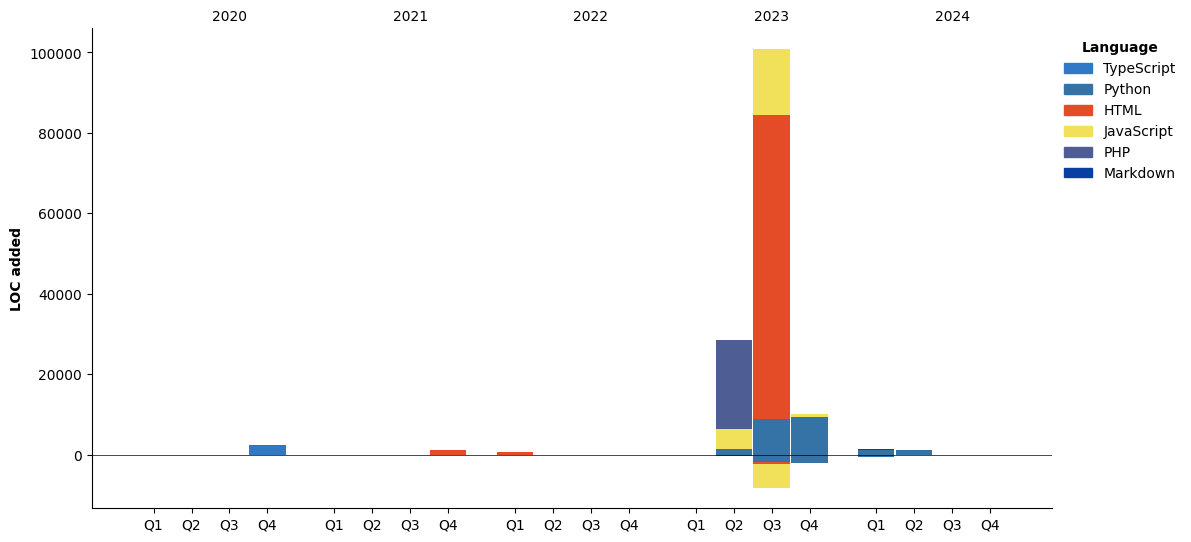 2020 2021 2022 2023 2024
Language
TypeScript
Python
HTML
JavaScript
PHP
Markdown
LOC added
100000
80000
60000
40000
20000
0
Q1 Q2 Q3 Q4 Q1 Q2 Q3 Q4 Q1 Q2 Q3 Q4 Q1 Q2 Q3 Q4 Q1 Q2 Q3 Q4